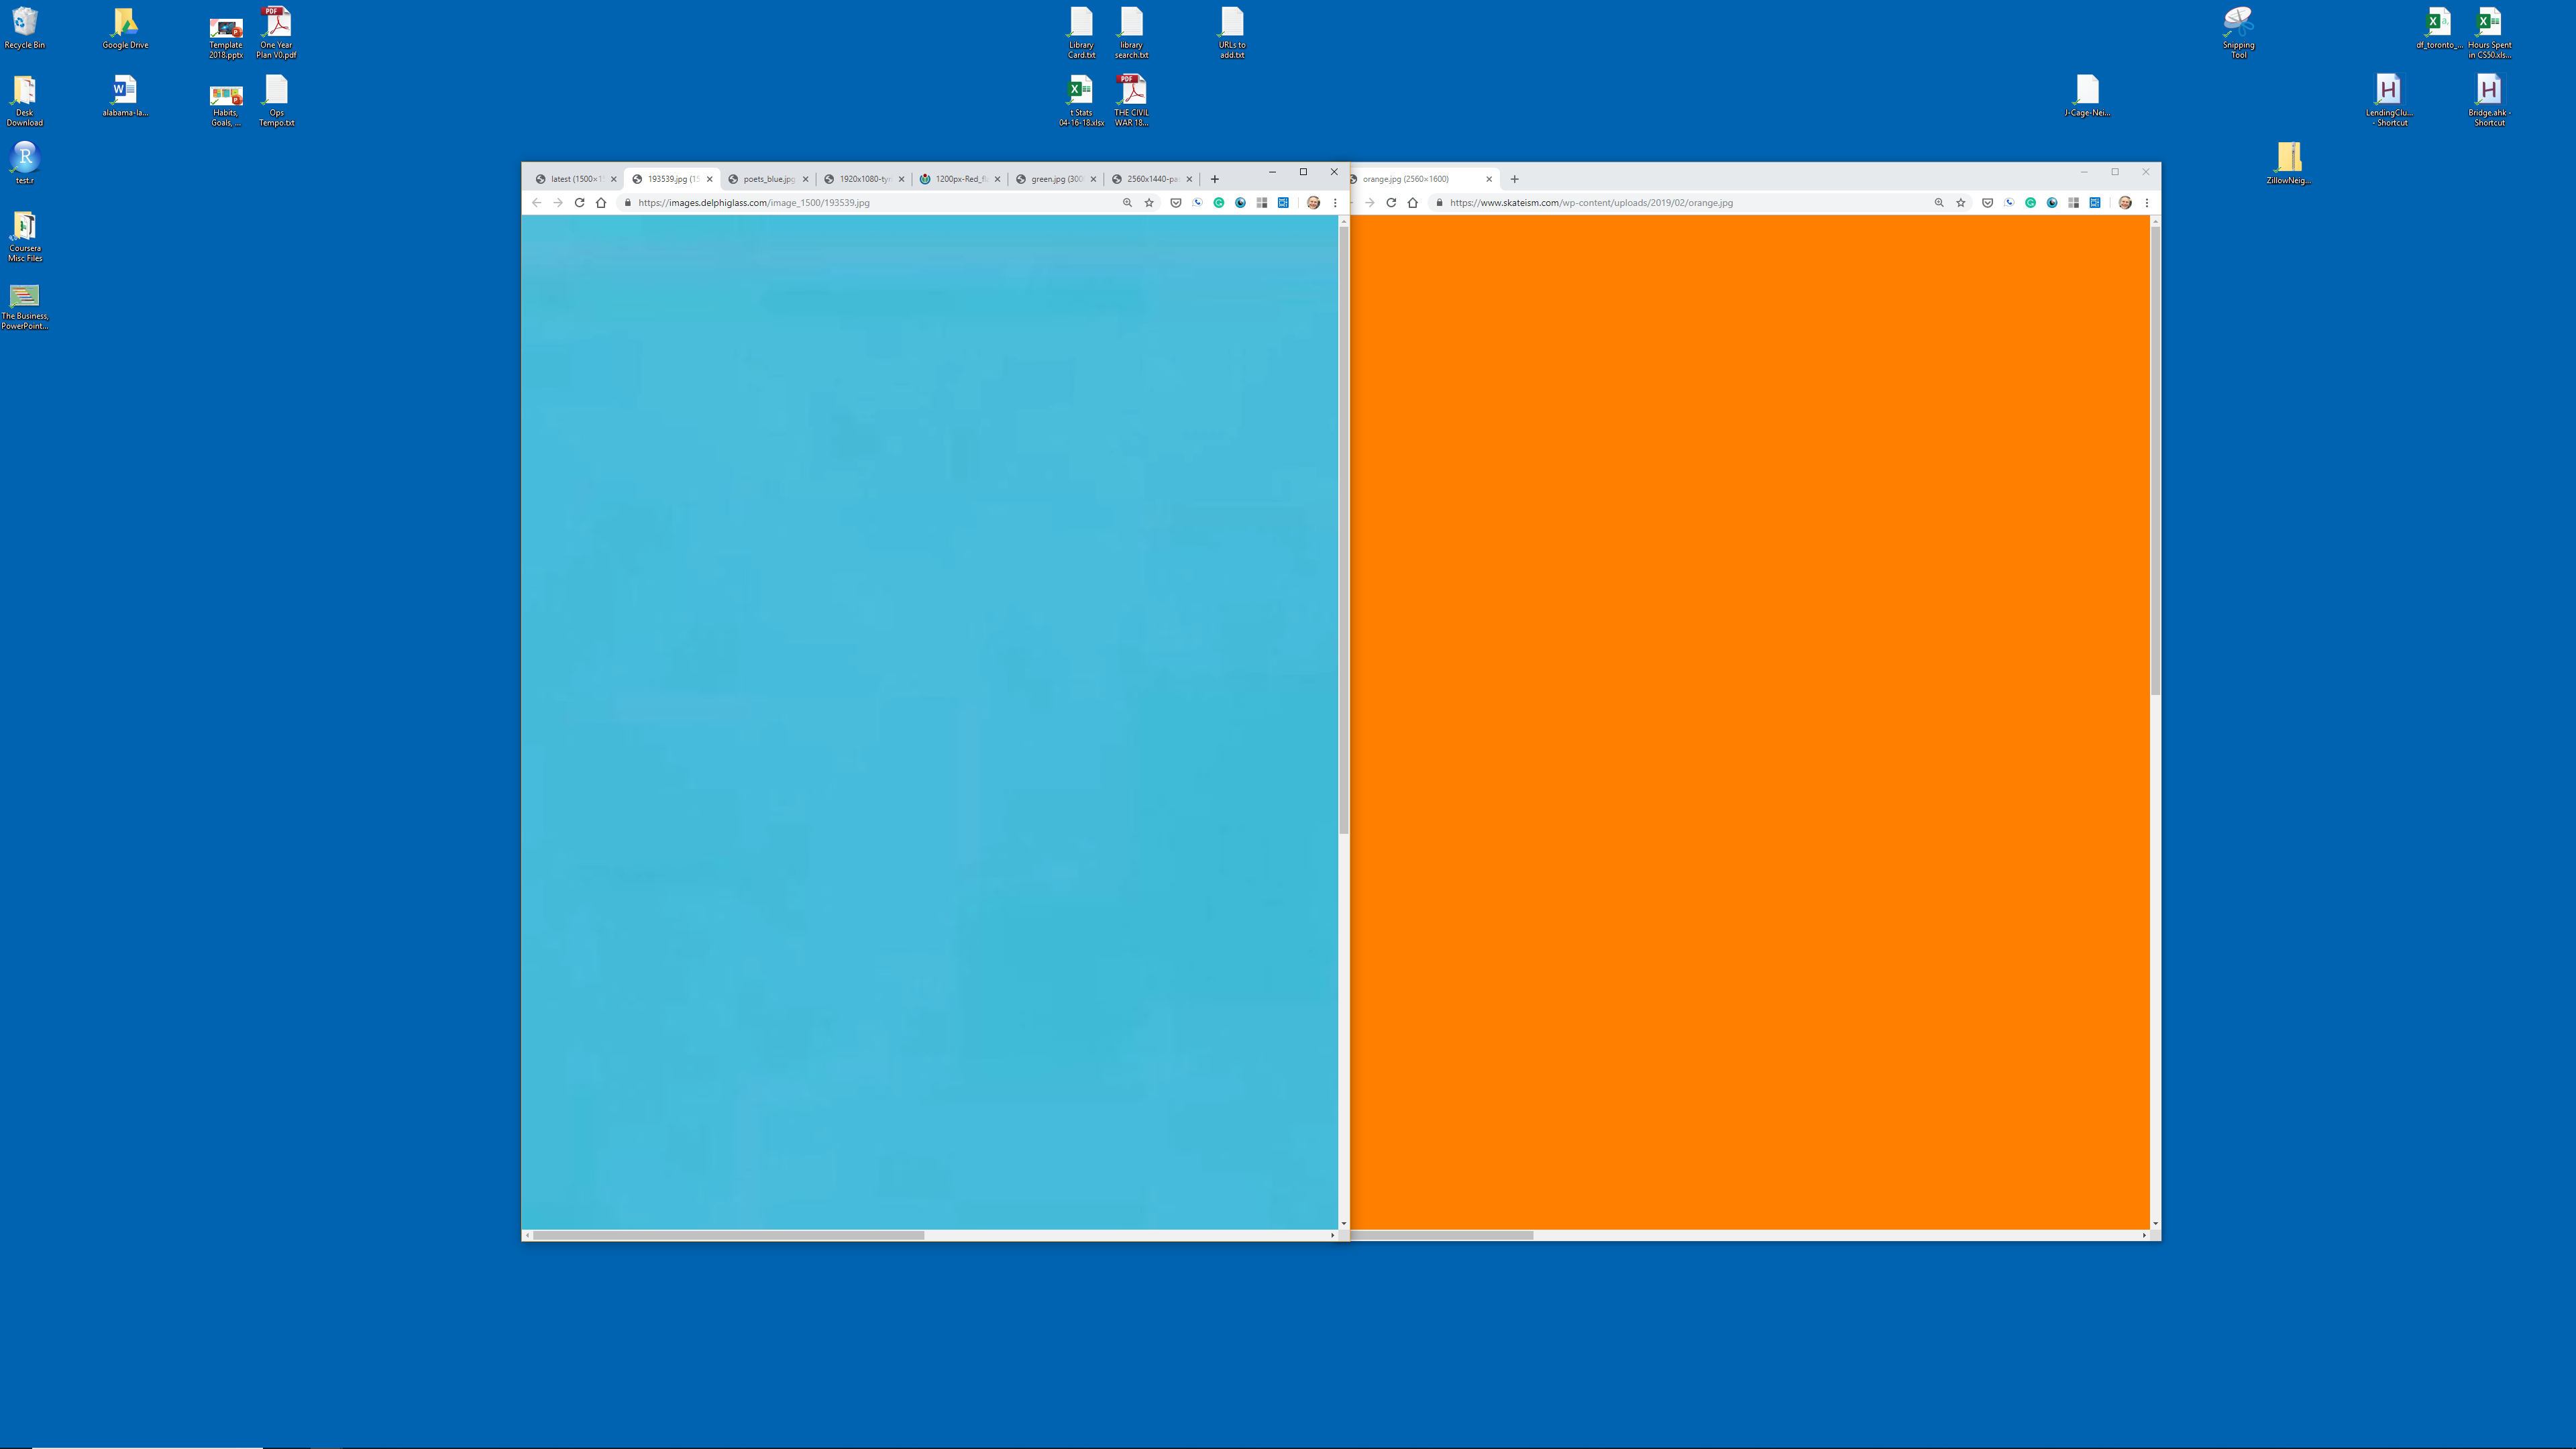 Recycle Bin
Google Drive
Template
2018.pptx
One Year
Plan V0.pdf
Library
Card.txt
library
search.txt
URLs to
add.txt
Snipping
Tool
df_toronto_...
Hours Spent
in CS50.xls...
Desk
Download
alabama-la...
Habits,
Goals, ...
Ops
Tempo.txt
t Stats
04-16-18.xlsx
THE CIVIL
WAR 18...
J-Cage-Nei...
LendingClu...
- Shortcut
Bridge.ahk -
Shortcut
test.r
ZillowNeig...
Coursera
Misc Files
The Business,
PowerPoint...
latest (1500×1
193539.jpg (15
poets_blue.jpg
1920x1080-tyr
1200px-Red_fl
green.jpg (300
2560x1440-pa
https://images.delphiglass.com/image_1500/193539.jpg
orange.jpg (2560×1600)
https://www.skateism.com/wp-content/uploads/2019/02/orange.jpg